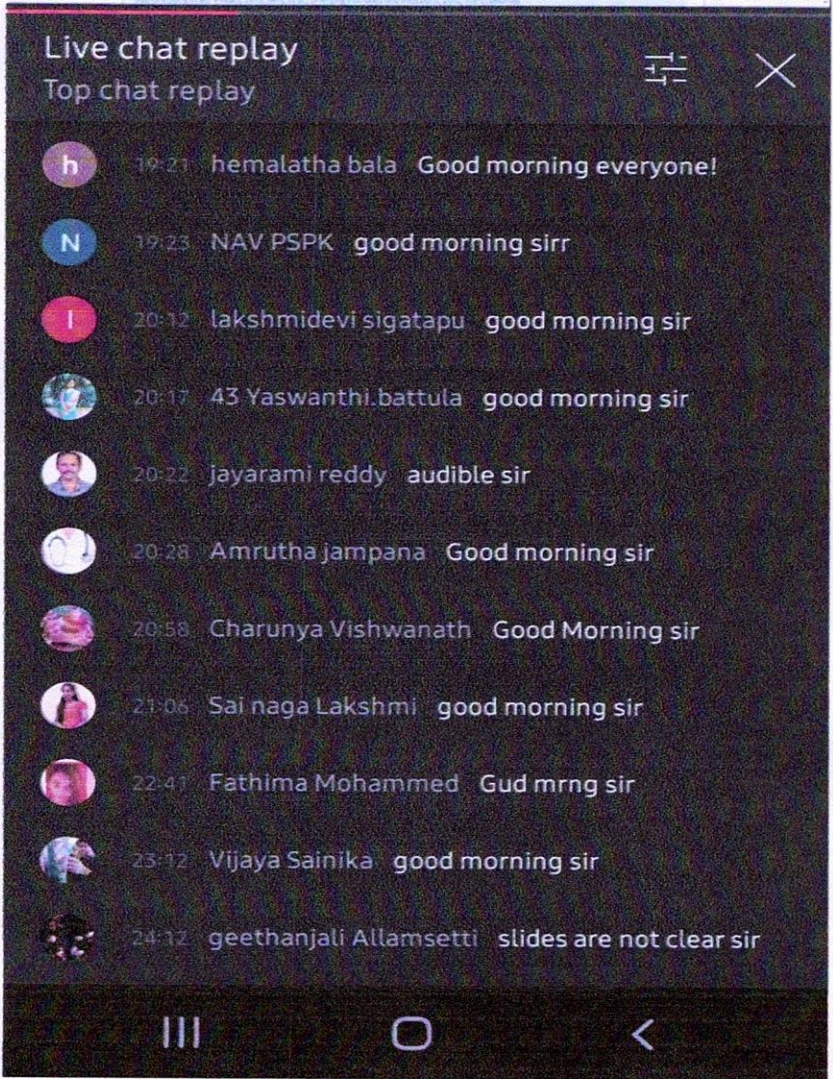 Live chat replay
Top chat replay
h 19:21 hemalatha bala Good morning everyone!
N 19:23 NAV PSPK good morning sirr
l 20:12 lakshmidevi sigatapu good morning sir
20:17 43 Yaswanthi.battula good morning sir
20:22 jayarami reddy audible sir
20:28 Amrutha jampana Good morning sir
20:58 Charunya Vishwanath Good Morning sir
21:06 Sai naga Lakshmi good morning sir
22:41 Fathima Mohammed Gud mrng sir
23:12 Vijaya Sainika good morning sir
24:12 geethanjali Allamsetti slides are not clear sir